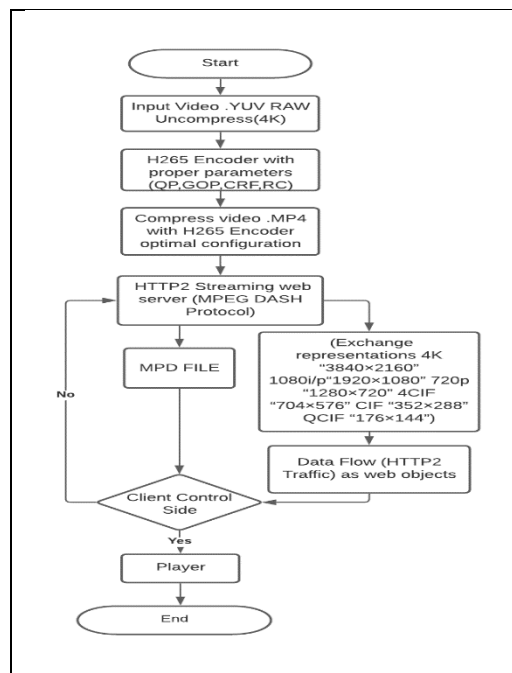 Start
Input Video .YUV RAW
Uncompress(4K)
H265 Encoder with
proper parameters
(QP,GOP,CRF,RC)
Compress video .MP4
with H265 Encoder
optimal configuration
HTTP2 Streaming web
server (MPEG DASH
Protocol)
MPD FILE
(Exchange
representations 4K
“3840×2160”
1080i/p“1920×1080” 720p
“1280×720” 4CIF
“704×576” CIF “352×288”
QCIF “176×144”)
No
Data Flow (HTTP2
Traffic) as web objects
Client Control
Side
Yes
Player
End